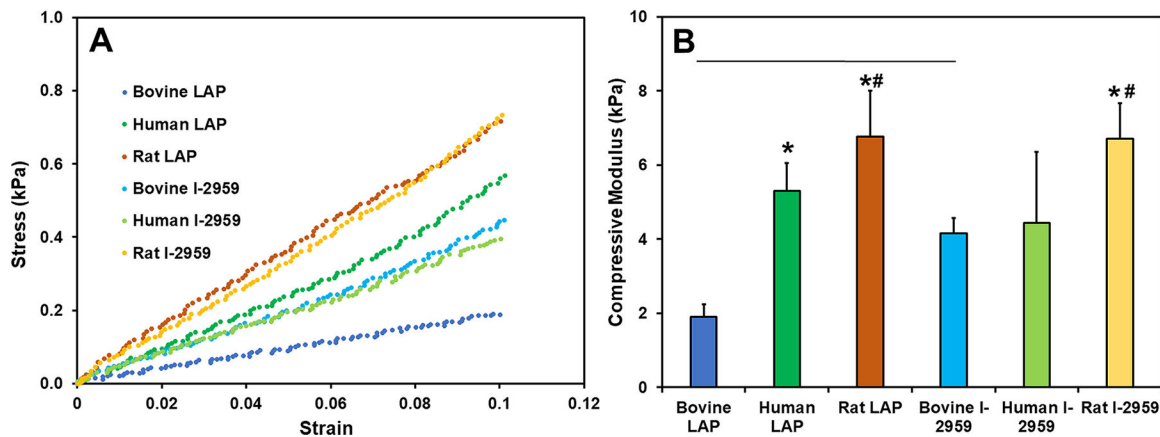 A
1.0
0.8
0.6
0.4
0.2
0.0
Stress (kPa)
Bovine LAP
Human LAP
Rat LAP
Bovine I-2959
Human I-2959
Rat I-2959
0
0.02
0.04
0.06
0.08
0.1
0.12
Strain
B
10
8
6
4
2
0
Compressive Modulus (kPa)
*
*#
*#
Bovine
LAP
Human
LAP
Rat LAP
Bovine I-
2959
Human I-
2959
Rat I-2959